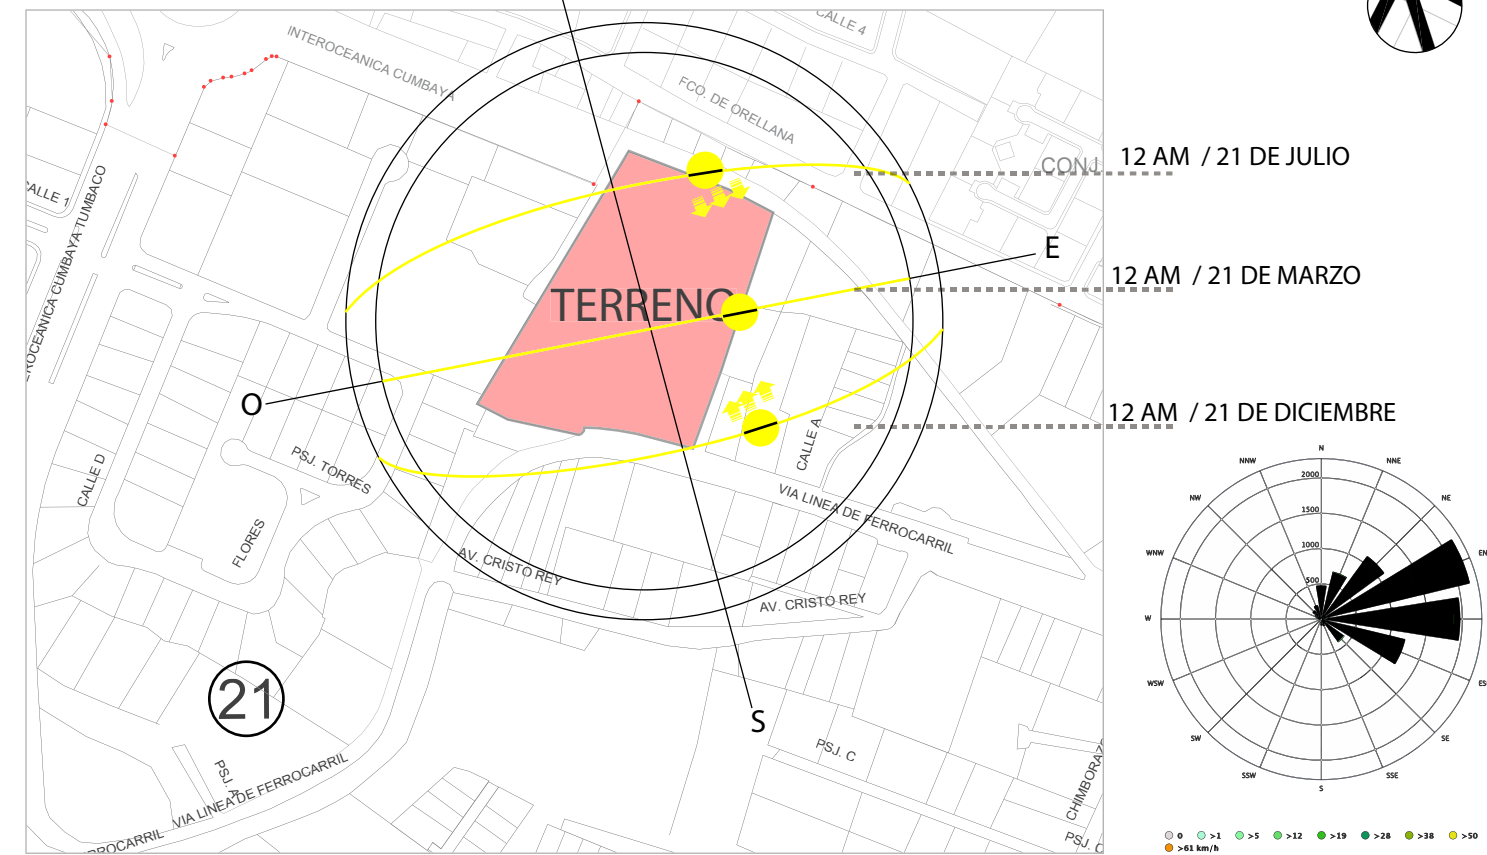 CALLE 4
INTEROCEANICA CUMBAYA
FCO. DE ORELLANA
CONJ.
12 AM / 21 DE JULIO
CALLE 1
INTEROCEANICA CUMBAYA TUMBACO
E
12 AM / 21 DE MARZO
TERRENO
O
12 AM / 21 DE DICIEMBRE
CALLE A
CALLE D
PSJ. TORRES
FLORES
VIA LINEA DE FERROCARRIL
AV. CRISTO REY
AV. CRISTO REY
21
S
PSJ. C
PSJ. A
VIA LINEA DE FERROCARRIL
FERROCARRIL
CHIMBORAZO
PSJ. C
N
NNW
NNE
NW
NE
WNW
EN
W
WSW
ES
SW
SE
SSW
SSE
S
2000
1500
1000
500
0 >1 >5 >12 >19 >28 >38 >50
>61 km/h